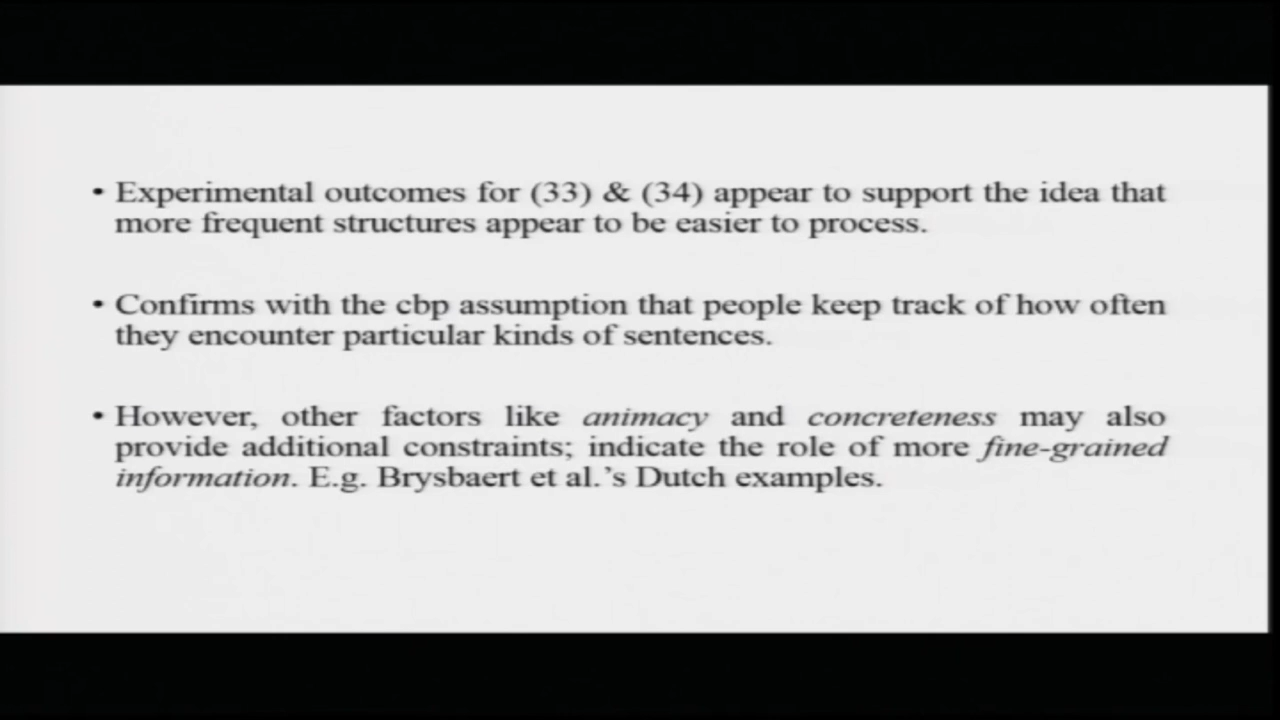 • Experimental outcomes for (33) & (34) appear to support the idea that
more frequent structures appear to be easier to process.
• Confirms with the cbp assumption that people keep track of how often
they encounter particular kinds of sentences.
• However, other factors like animacy and concreteness may also
provide additional constraints; indicate the role of more fine-grained
information. E.g. Brysbaert et al.'s Dutch examples.